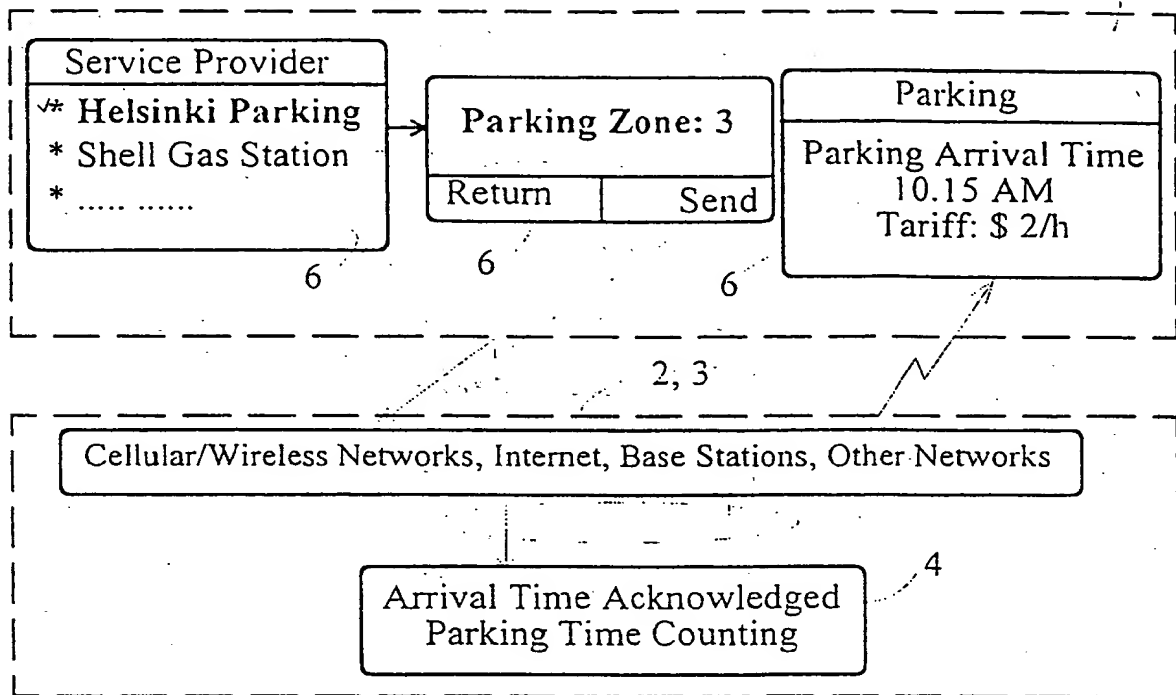 Service Provider
√* Helsinki Parking
* Shell Gas Station
* ..... ......
Parking Zone: 3
Return Send
Parking
Parking Arrival Time
10.15 AM
Tariff: $ 2/h
6
6
6
2, 3
Cellular/Wireless Networks, Internet, Base Stations, Other Networks
4
Arrival Time Acknowledged
Parking Time Counting